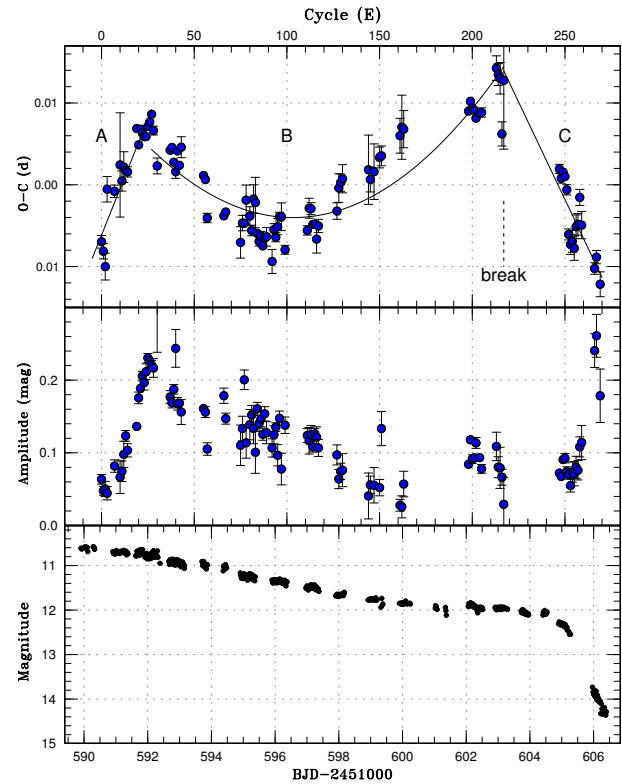 Cycle (E)
0 50 100 150 200 250
O-C (d)
0.01
0.00
0.01
A
B
C
break
Amplitude (mag)
0.2
0.1
0.0
Magnitude
11
12
13
14
15
590 592 594 596 598 600 602 604 606
BJD-2451000